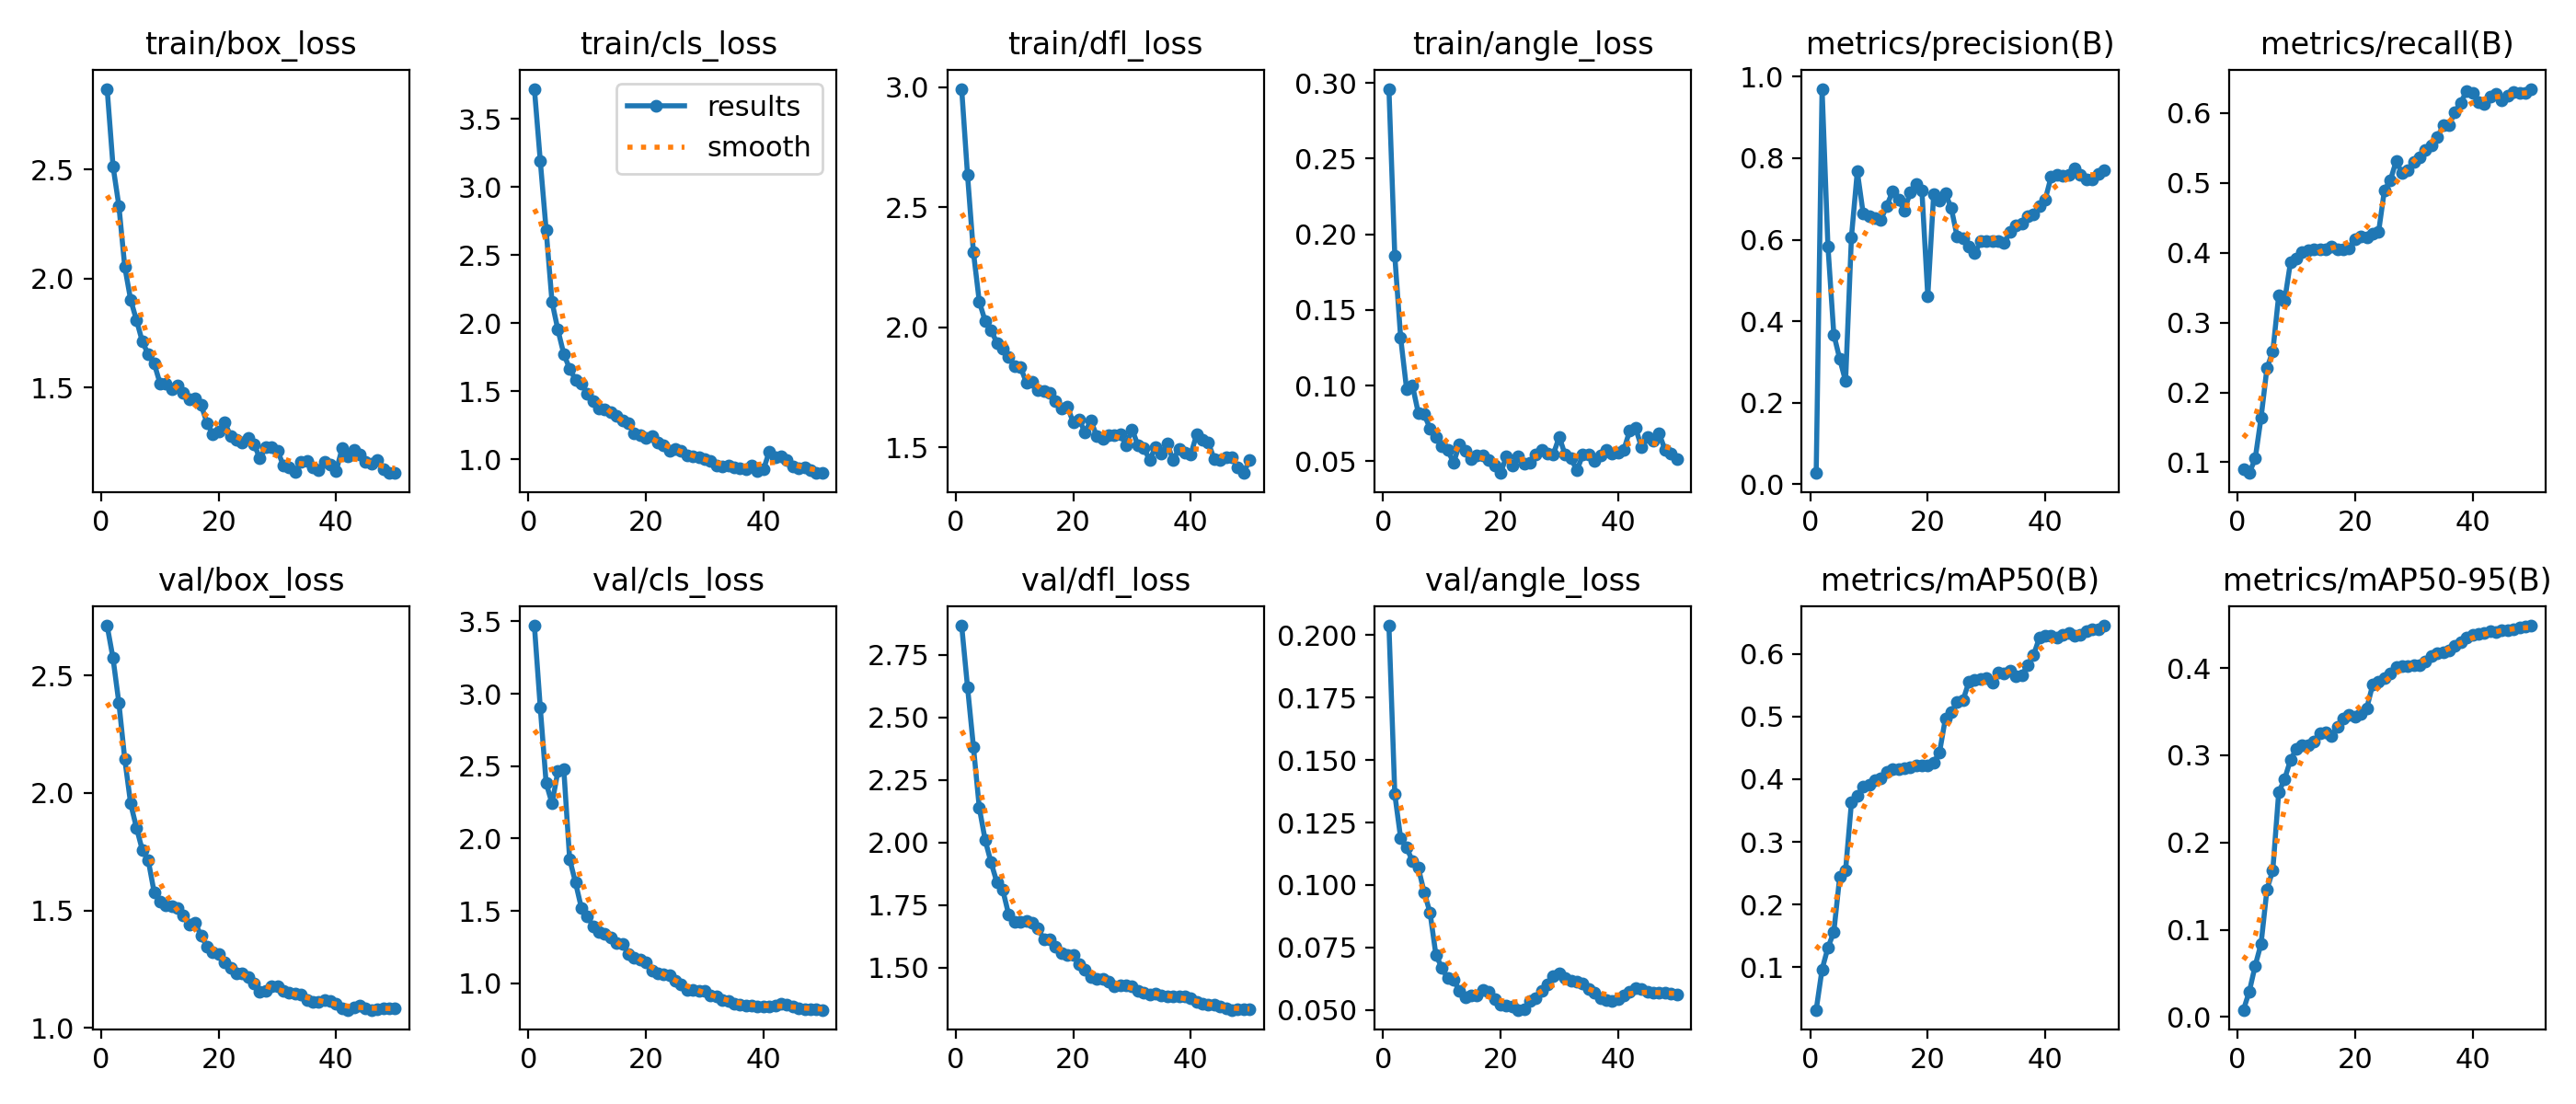 train/box_loss
2.5
2.0
1.5
0 20 40
train/cls_loss
results
smooth
3.5
3.0
2.5
2.0
1.5
1.0
0 20 40
train/dfl_loss
3.0
2.5
2.0
1.5
0 20 40
train/angle_loss
0.30
0.25
0.20
0.15
0.10
0.05
0 20 40
metrics/precision(B)
1.0
0.8
0.6
0.4
0.2
0.0
0 20 40
metrics/recall(B)
0.6
0.5
0.4
0.3
0.2
0.1
0 20 40
val/box_loss
2.5
2.0
1.5
1.0
0 20 40
val/cls_loss
3.5
3.0
2.5
2.0
1.5
1.0
0 20 40
val/dfl_loss
2.75
2.50
2.25
2.00
1.75
1.50
0 20 40
val/angle_loss
0.200
0.175
0.150
0.125
0.100
0.075
0.050
0 20 40
metrics/mAP50(B)
0.6
0.5
0.4
0.3
0.2
0.1
0 20 40
metrics/mAP50-95(B)
0.4
0.3
0.2
0.1
0.0
0 20 40